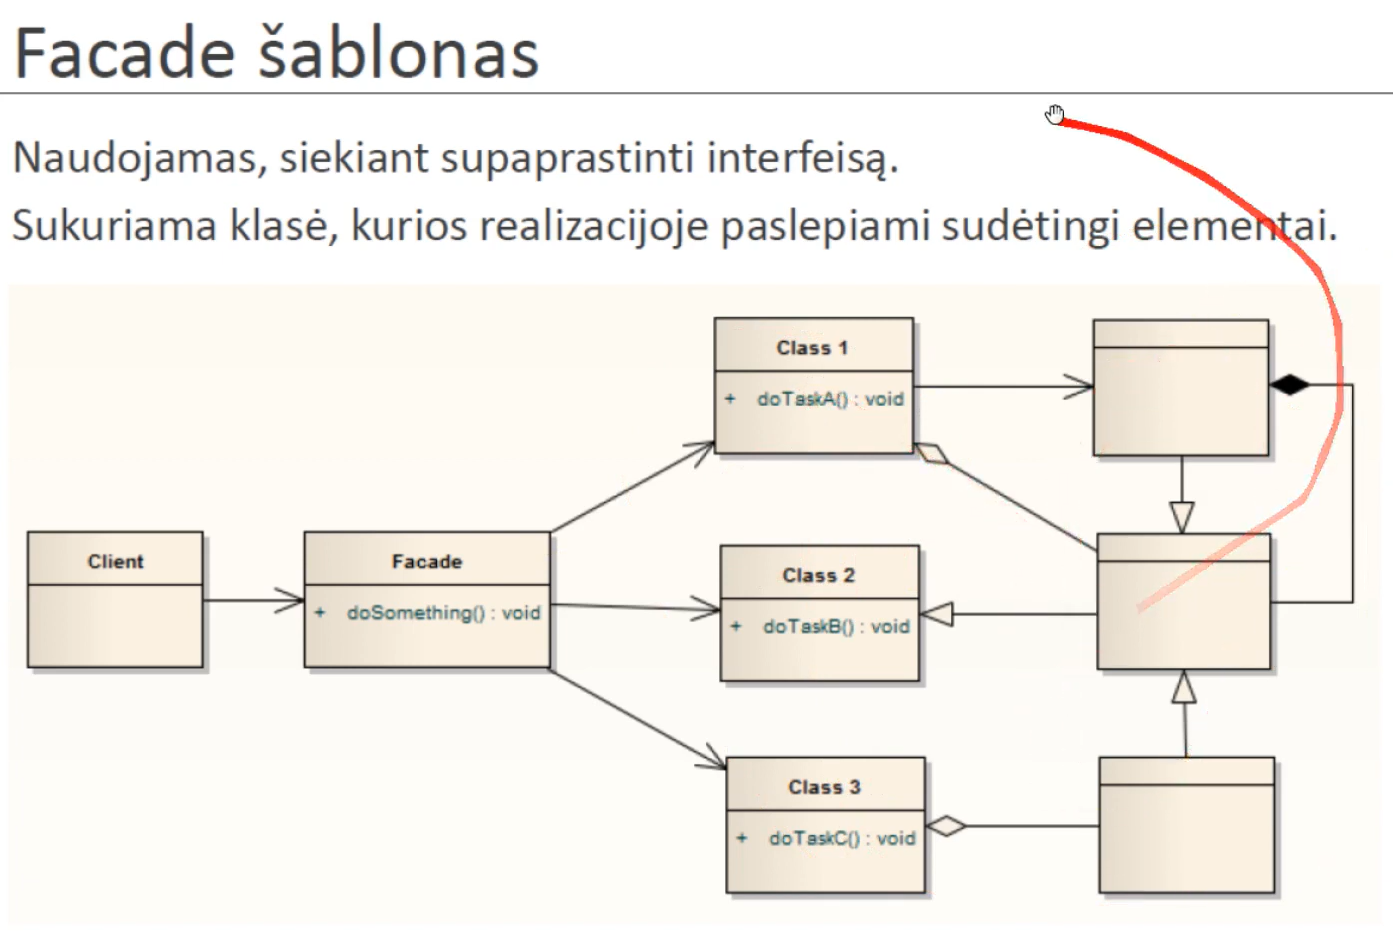 Facade šablonas
Naudojamas, siekiant supaprastinti interfeisą.
Sukuriama klasė, kurios realizacijoje paslepiami sudėtingi elementai.
Class 1
+ doTaskA() : void
Client
Facade
+ doSomething() : void
Class 2
+ doTaskB() : void
Class 3
+ doTaskC() : void